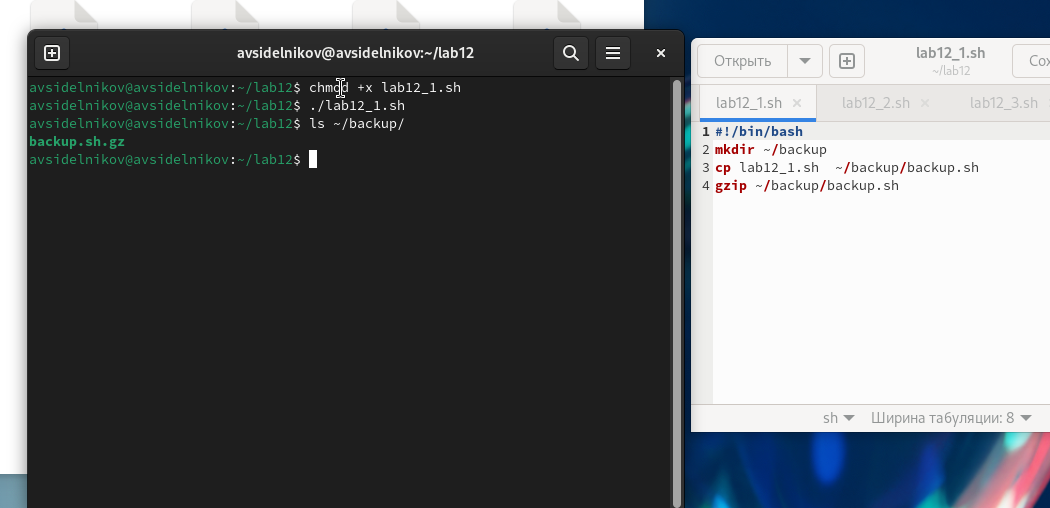 avsidelnikov@avsidelnikov:~/lab12
avsidelnikov@avsidelnikov:~/lab12$ chmod +x lab12_1.sh
avsidelnikov@avsidelnikov:~/lab12$ ./lab12_1.sh
avsidelnikov@avsidelnikov:~/lab12$ ls ~/backup/
backup.sh.gz
avsidelnikov@avsidelnikov:~/lab12$
Открыть
lab12_1.sh
~/lab12
Сох
lab12_1.sh
lab12_2.sh
lab12_3.sh
1 #!/bin/bash
2 mkdir ~/backup
3 cp lab12_1.sh  ~/backup/backup.sh
4 gzip ~/backup/backup.sh
sh
Ширина табуляции: 8